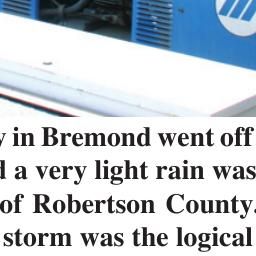 in Bremond went off
a very light rain was
of Robertson County.
storm was the logical